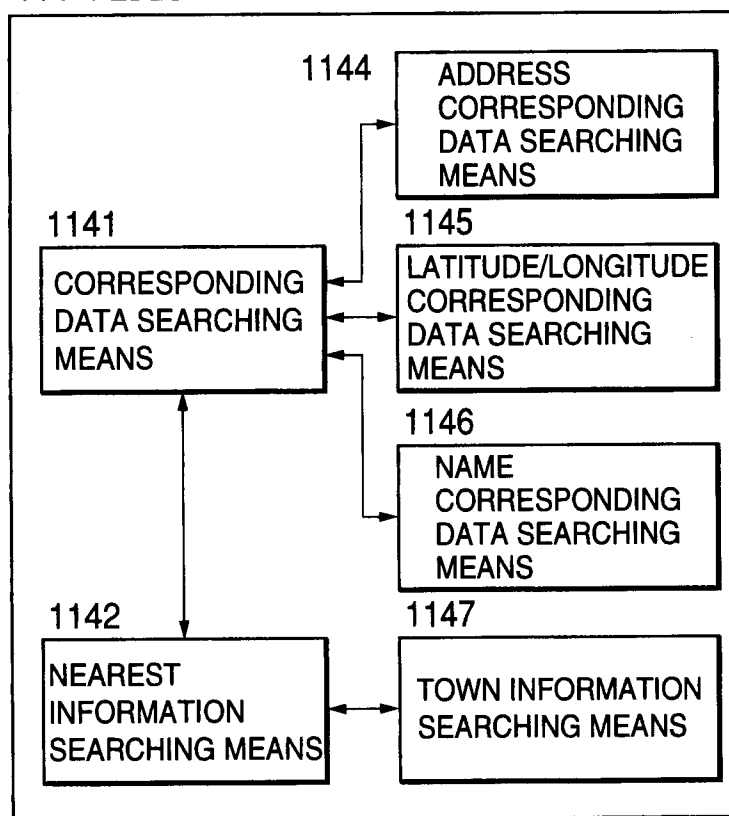 1144
ADDRESS
CORRESPONDING
DATA SEARCHING
MEANS
1141
CORRESPONDING
DATA SEARCHING
MEANS
1145
LATITUDE/LONGITUDE
CORRESPONDING
DATA SEARCHING
MEANS
1146
NAME
CORRESPONDING
DATA SEARCHING
MEANS
1142
NEAREST
INFORMATION
SEARCHING MEANS
1147
TOWN INFORMATION
SEARCHING MEANS